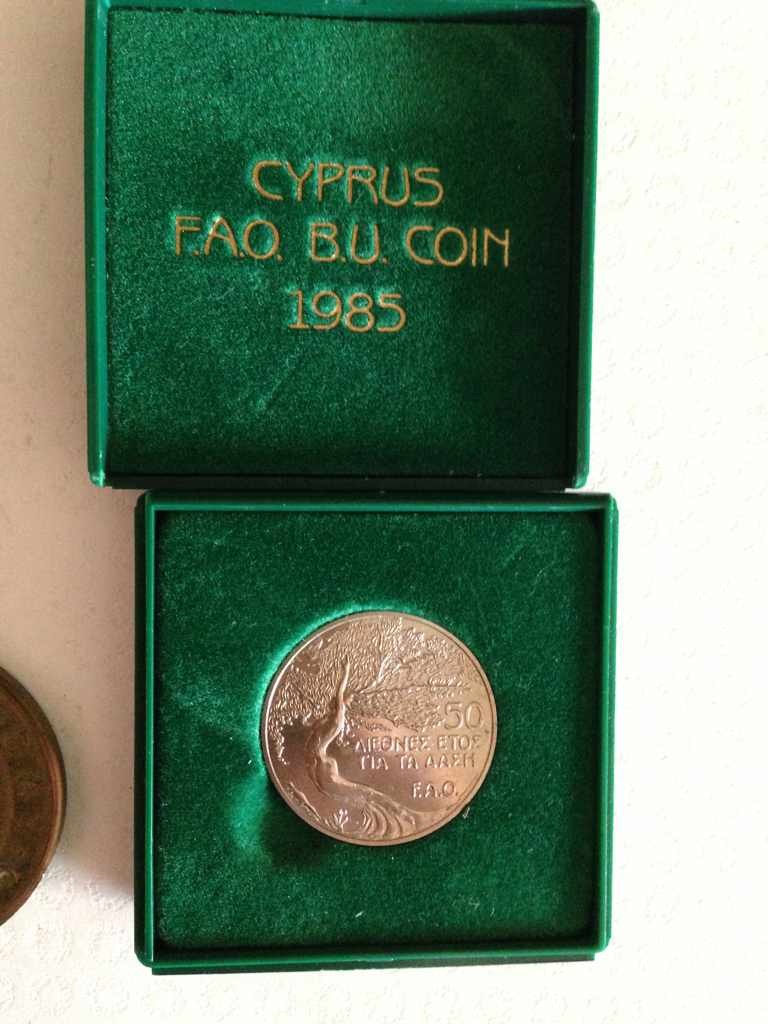 CYPRUS
F.A.O. B.U. COIN
1985
50
ΔΙΕΘΝΕΣ ΕΤΟΣ
ΓΙΑ ΤΑ ΔΑΣΗ
F.A.O.